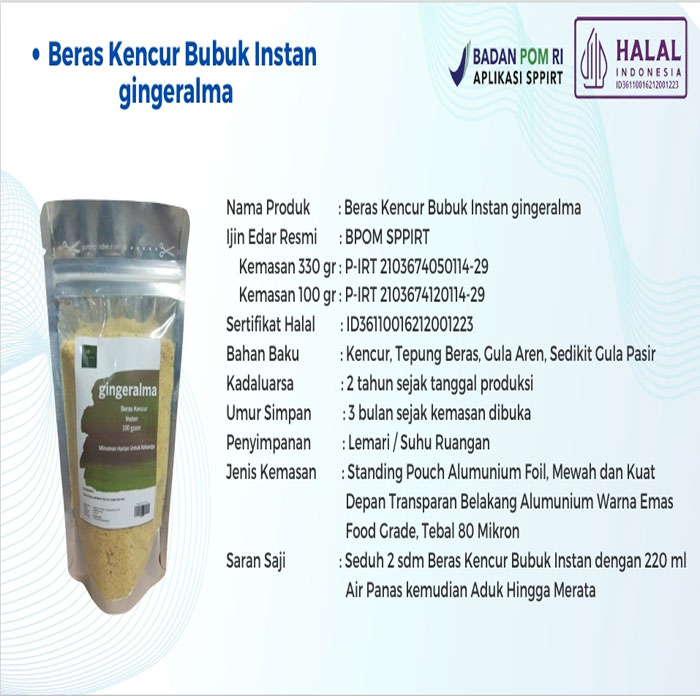 • Beras Kencur Bubuk Instan
gingeralma
BADAN POM RI
APLIKASI SPPIRT
HALAL
INDONESIA
ID36110016212001223
Nama Produk : Beras Kencur Bubuk Instan gingeralma
Ijin Edar Resmi : BPOM SPPIRT
Kemasan 330 gr : P-IRT 2103674050114-29
Kemasan 100 gr : P-IRT 2103674120114-29
Sertifikat Halal : ID36110016212001223
Bahan Baku : Kencur, Tepung Beras, Gula Aren, Sedikit Gula Pasir
Kadaluarsa : 2 tahun sejak tanggal produksi
Umur Simpan : 3 bulan sejak kemasan dibuka
Penyimpanan : Lemari / Suhu Ruangan
Jenis Kemasan : Standing Pouch Alumunium Foil, Mewah dan Kuat
Depan Transparan Belakang Alumunium Warna Emas
Food Grade, Tebal 80 Mikron
Saran Saji : Seduh 2 sdm Beras Kencur Bubuk Instan dengan 220 ml
Air Panas kemudian Aduk Hingga Merata
gingeralma
Beras Kencur
Instan
100 gram
Minuman Harian Untuk Keluarga